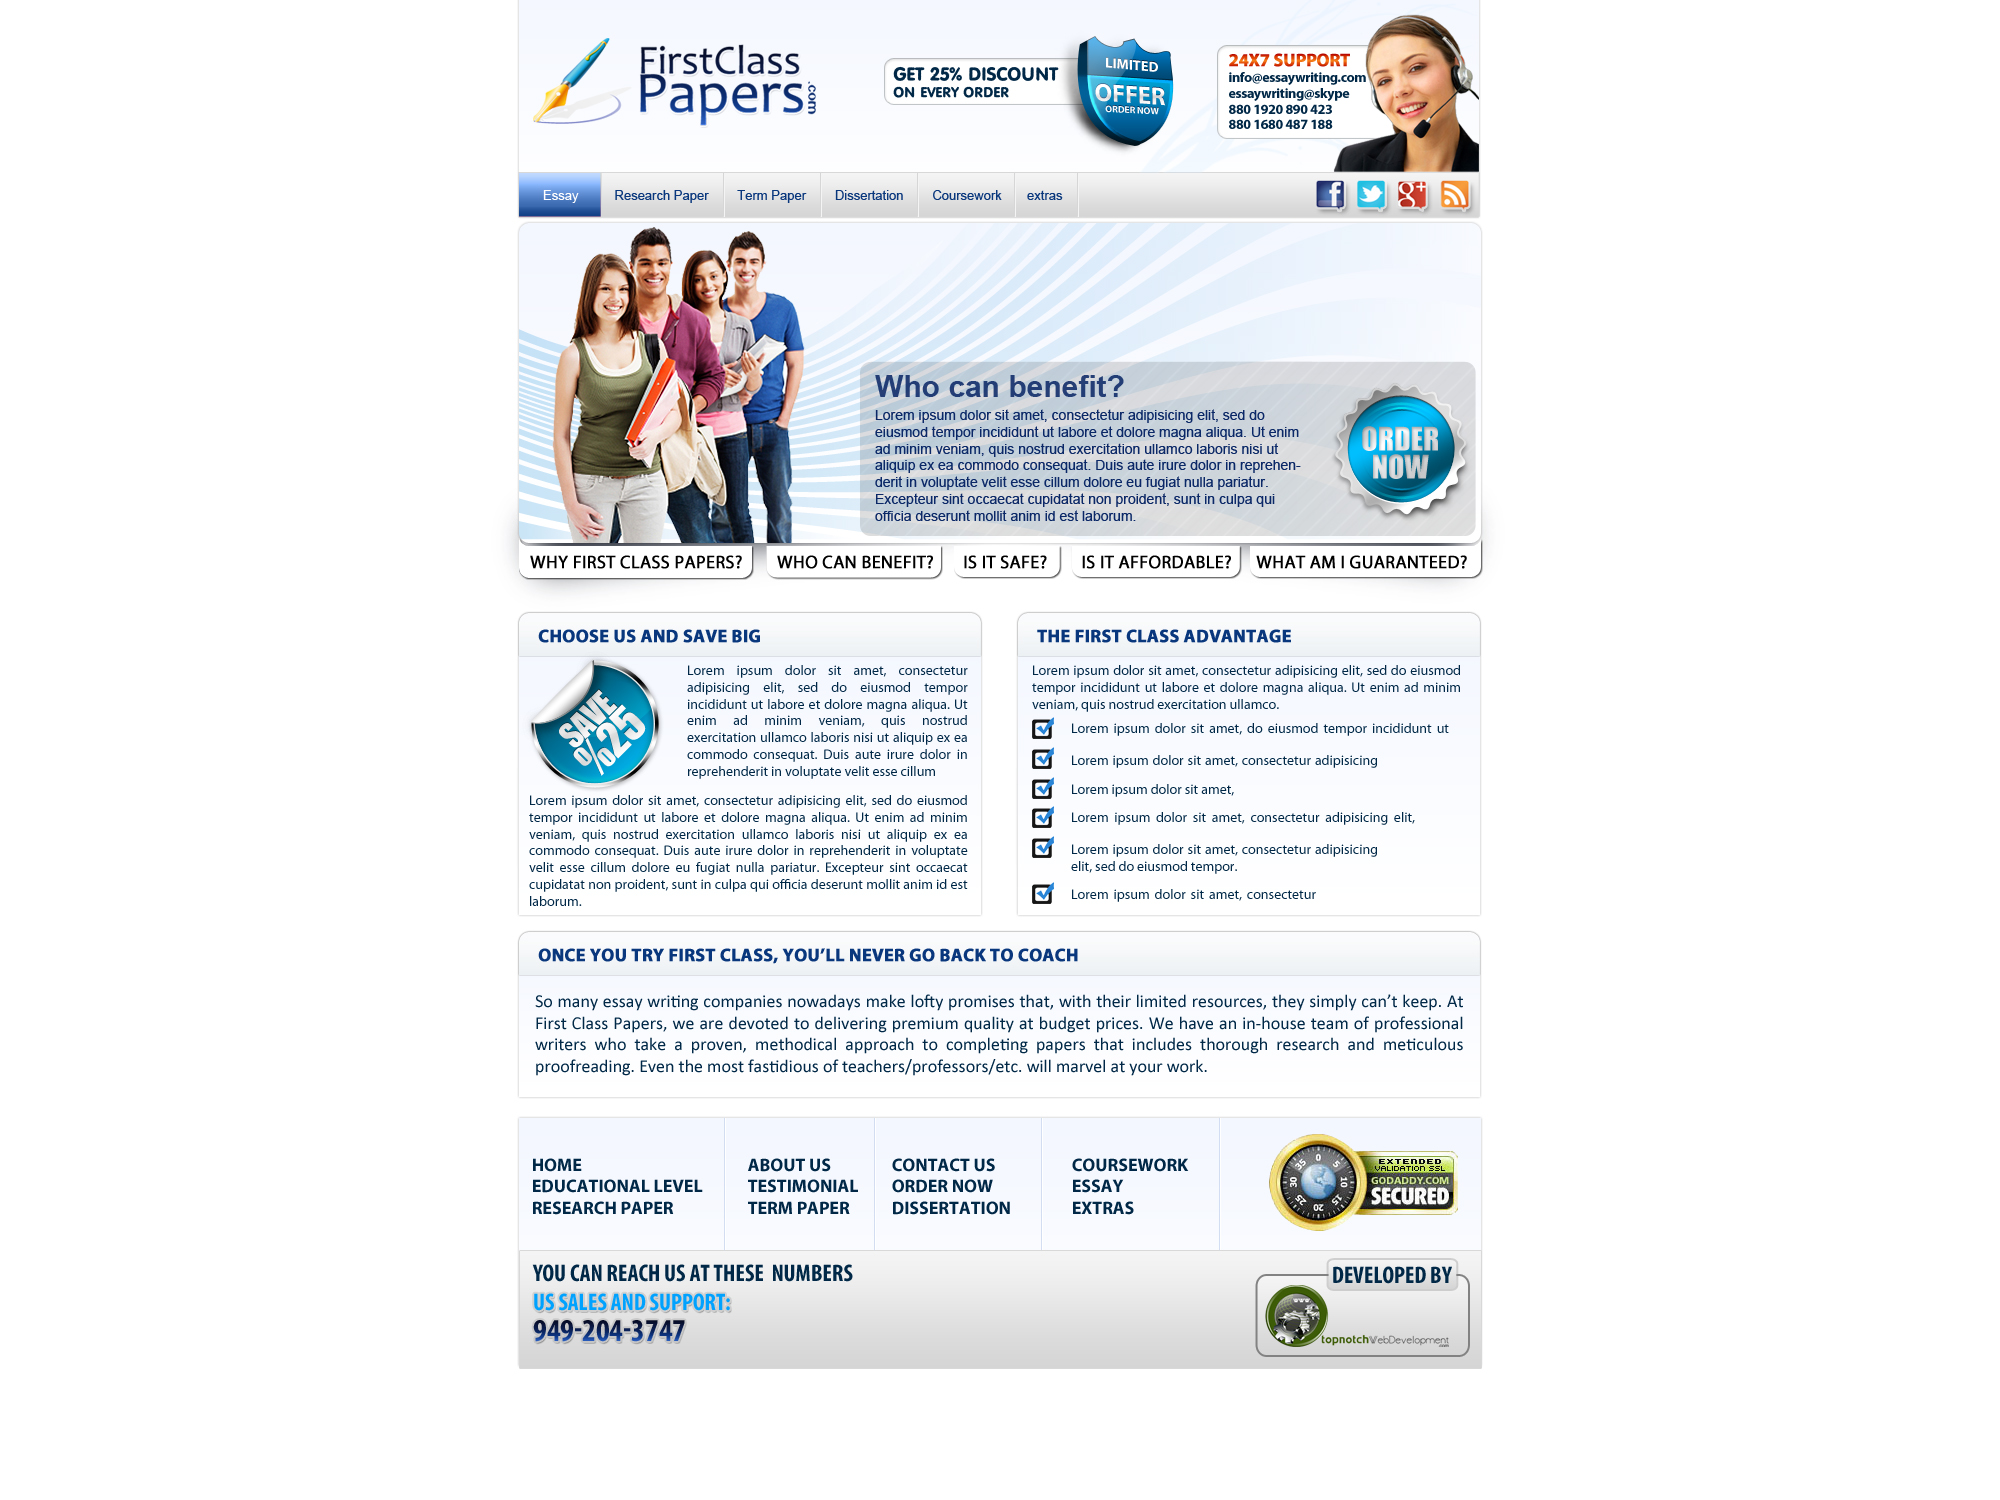 FirstClass
Papers
.com
GET 25% DISCOUNT
ON EVERY ORDER
LIMITED
OFFER
ORDER NOW
24X7 SUPPORT
info@essaywriting.com
essaywriting@skype
880 1920 890 423
880 1680 487 188
Essay
Research Paper
Term Paper
Dissertation
Coursework
extras
Who can benefit?
Lorem ipsum dolor sit amet, consectetur adipisicing elit, sed do
eiusmod tempor incididunt ut labore et dolore magna aliqua. Ut enim
ad minim veniam, quis nostrud exercitation ullamco laboris nisi ut
aliquip ex ea commodo consequat. Duis aute irure dolor in reprehen-
derit in voluptate velit esse cillum dolore eu fugiat nulla pariatur.
Excepteur sint occaecat cupidatat non proident, sunt in culpa qui
officia deserunt mollit anim id est laborum.
ORDER
NOW
WHY FIRST CLASS PAPERS?
WHO CAN BENEFIT?
IS IT SAFE?
IS IT AFFORDABLE?
WHAT AM I GUARANTEED?
CHOOSE US AND SAVE BIG
SAVE
%25
Lorem ipsum dolor sit amet, consectetur
adipisicing elit, sed do eiusmod tempor
incididunt ut labore et dolore magna aliqua. Ut
enim ad minim veniam, quis nostrud
exercitation ullamco laboris nisi ut aliquip ex ea
commodo consequat. Duis aute irure dolor in
reprehenderit in voluptate velit esse cillum
Lorem ipsum dolor sit amet, consectetur adipisicing elit, sed do eiusmod
tempor incididunt ut labore et dolore magna aliqua. Ut enim ad minim
veniam, quis nostrud exercitation ullamco laboris nisi ut aliquip ex ea
commodo consequat. Duis aute irure dolor in reprehenderit in voluptate
velit esse cillum dolore eu fugiat nulla pariatur. Excepteur sint occaecat
cupidatat non proident, sunt in culpa qui officia deserunt mollit anim id est
laborum.
THE FIRST CLASS ADVANTAGE
Lorem ipsum dolor sit amet, consectetur adipisicing elit, sed do eiusmod
tempor incididunt ut labore et dolore magna aliqua. Ut enim ad minim
veniam, quis nostrud exercitation ullamco.
Lorem ipsum dolor sit amet, do eiusmod tempor incididunt ut
Lorem ipsum dolor sit amet, consectetur adipisicing
Lorem ipsum dolor sit amet,
Lorem ipsum dolor sit amet, consectetur adipisicing elit,
Lorem ipsum dolor sit amet, consectetur adipisicing
elit, sed do eiusmod tempor.
Lorem ipsum dolor sit amet, consectetur
ONCE YOU TRY FIRST CLASS, YOU'LL NEVER GO BACK TO COACH
So many essay writing companies nowadays make lofty promises that, with their limited resources, they simply can't keep. At
First Class Papers, we are devoted to delivering premium quality at budget prices. We have an in-house team of professional
writers who take a proven, methodical approach to completing papers that includes thorough research and meticulous
proofreading. Even the most fastidious of teachers/professors/etc. will marvel at your work.
HOME
EDUCATIONAL LEVEL
RESEARCH PAPER
ABOUT US
TESTIMONIAL
TERM PAPER
CONTACT US
ORDER NOW
DISSERTATION
COURSEWORK
ESSAY
EXTRAS
0 5 10 15 20 25 30 35
EXTENDED
VALIDATION SSL
GODADDY.COM
SECURED
YOU CAN REACH US AT THESE NUMBERS
US SALES AND SUPPORT:
949-204-3747
DEVELOPED BY
topnotchWebDevelopment
.com